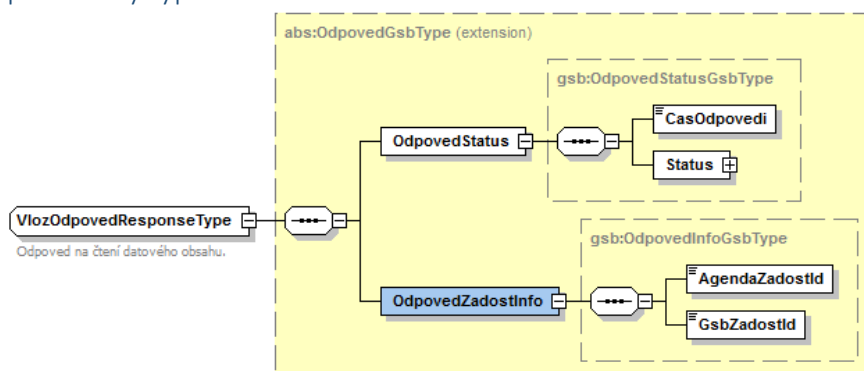 abs:OdpovedGsbType (extension)
gsb:OdpovedStatusGsbType
CasOdpovedi
OdpovedStatus
Status
VlozOdpovedResponseType
Odpoved na čtení datového obsahu.
gsb:OdpovedInfoGsbType
AgendaZadostId
OdpovedZadostInfo
GsbZadostId